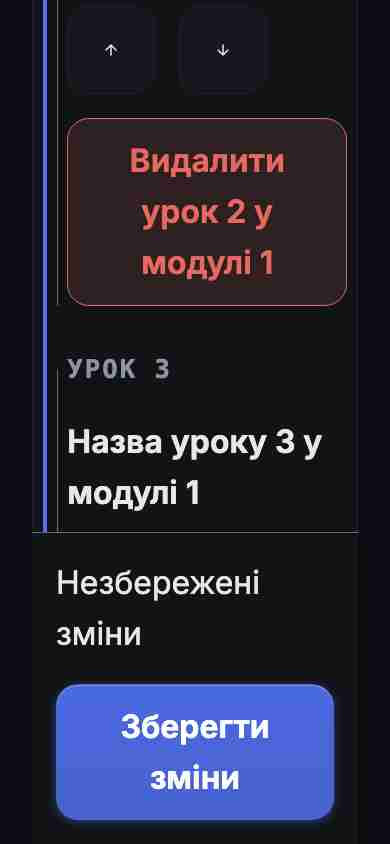 ↑ ↓
Видалити
урок 2 у
модулі 1
УРОК 3
Назва уроку 3 у
модулі 1
Незбережені
зміни
Зберегти
зміни